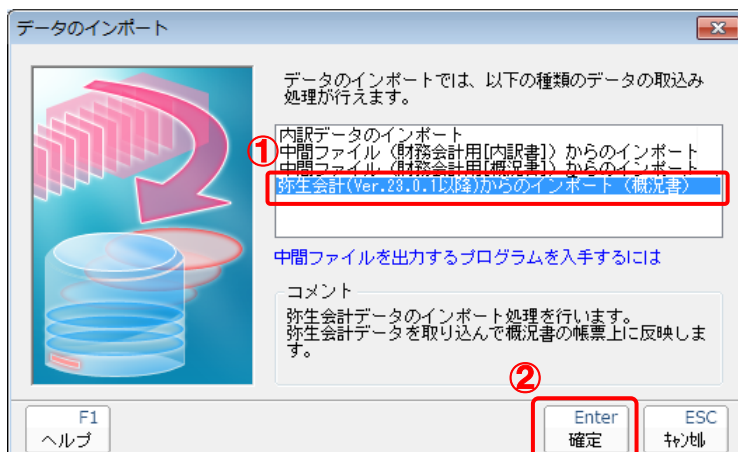 データのインポート
データのインポートでは、以下の種類のデータの取込み
処理が行えます。
①
内訳データのインポート
中間ファイル（財務会計用[内訳書]）からのインポート
中間ファイル（財務会計用[概況書]）からのインポート
弥生会計(Ver.23.0.1以降)からのインポート（概況書）
中間ファイルを出力するプログラムを入手するには
コメント
弥生会計データのインポート処理を行います。
弥生会計データを取り込んで概況書の帳票上に反映しま
す。
②
F1
ヘルプ
Enter
確定
ESC
ｷｬﾝｾﾙ